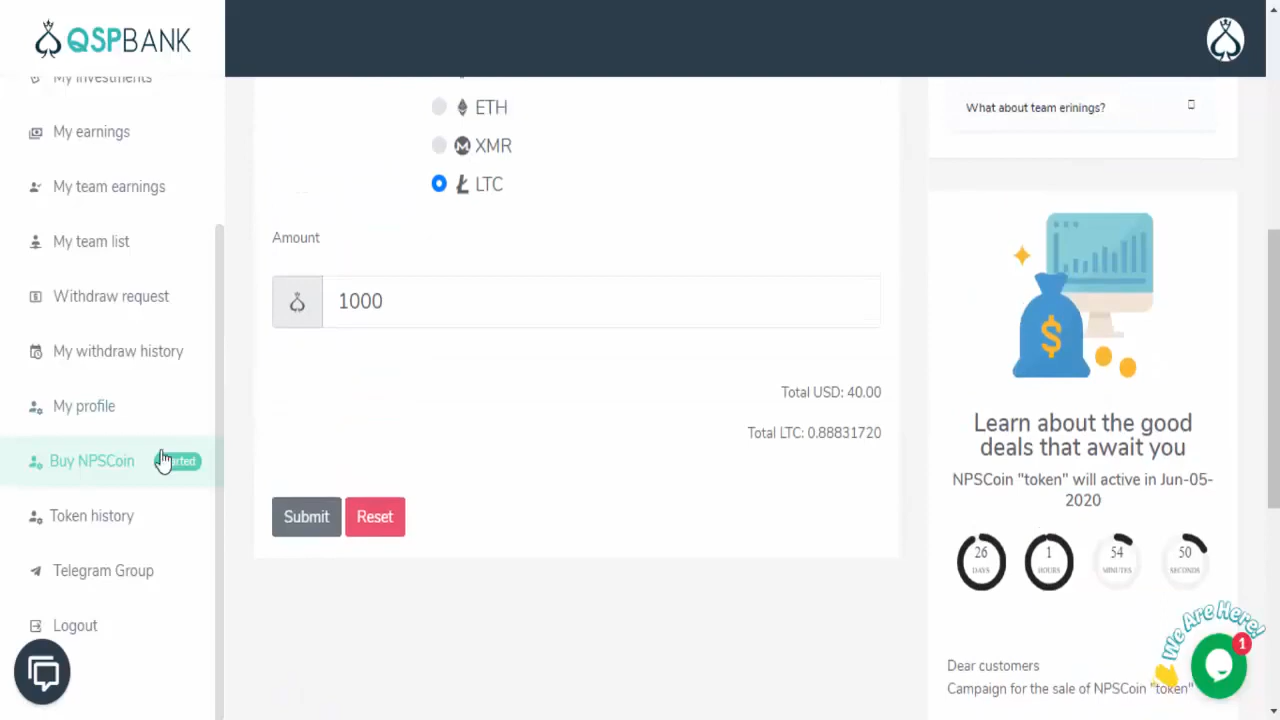 QSPBANK
My investments
My earnings
My team earnings
My team list
Withdraw request
My withdraw history
My profile
Buy NPSCoin
Token history
Telegram Group
Logout
ETH
XMR
LTC
Amount
1000
Total USD: 40.00
Total LTC: 0.88831720
Submit Reset
What about team erinings?
Learn about the good
deals that await you
NPSCoin "token" will active in Jun-05-
2020
26 1 54 50
DAYS HOURS MINUTES SECONDS
We Are Here!
1
Dear customers
Campaign for the sale of NPSCoin "token"